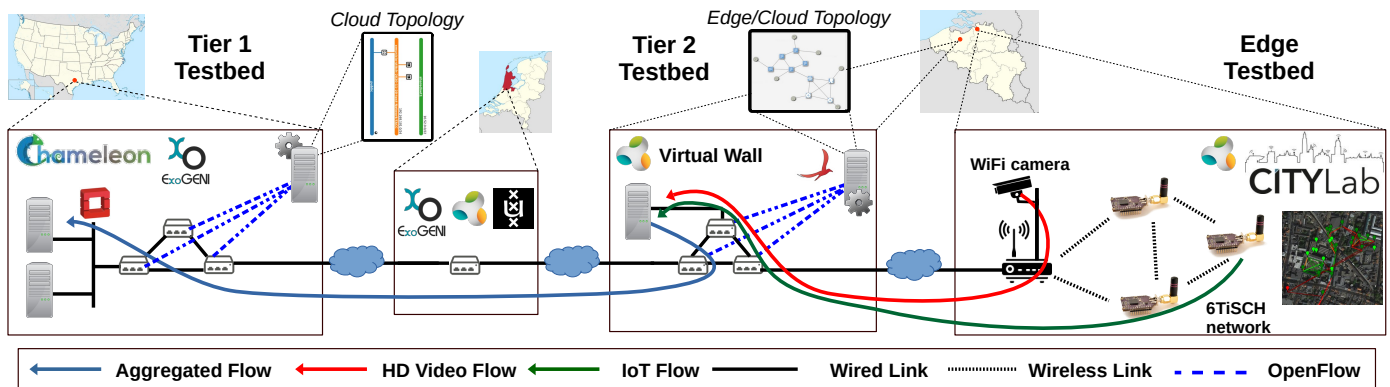 Cloud Topology
Edge/Cloud Topology
Tier 1
Testbed
Tier 2
Testbed
Edge
Testbed
Chameleon
ExoGENI
ExoGENI
Virtual Wall
WiFi camera
CITYLab
6TiSCH
network
Aggregated Flow
HD Video Flow
IoT Flow
Wired Link
Wireless Link
OpenFlow